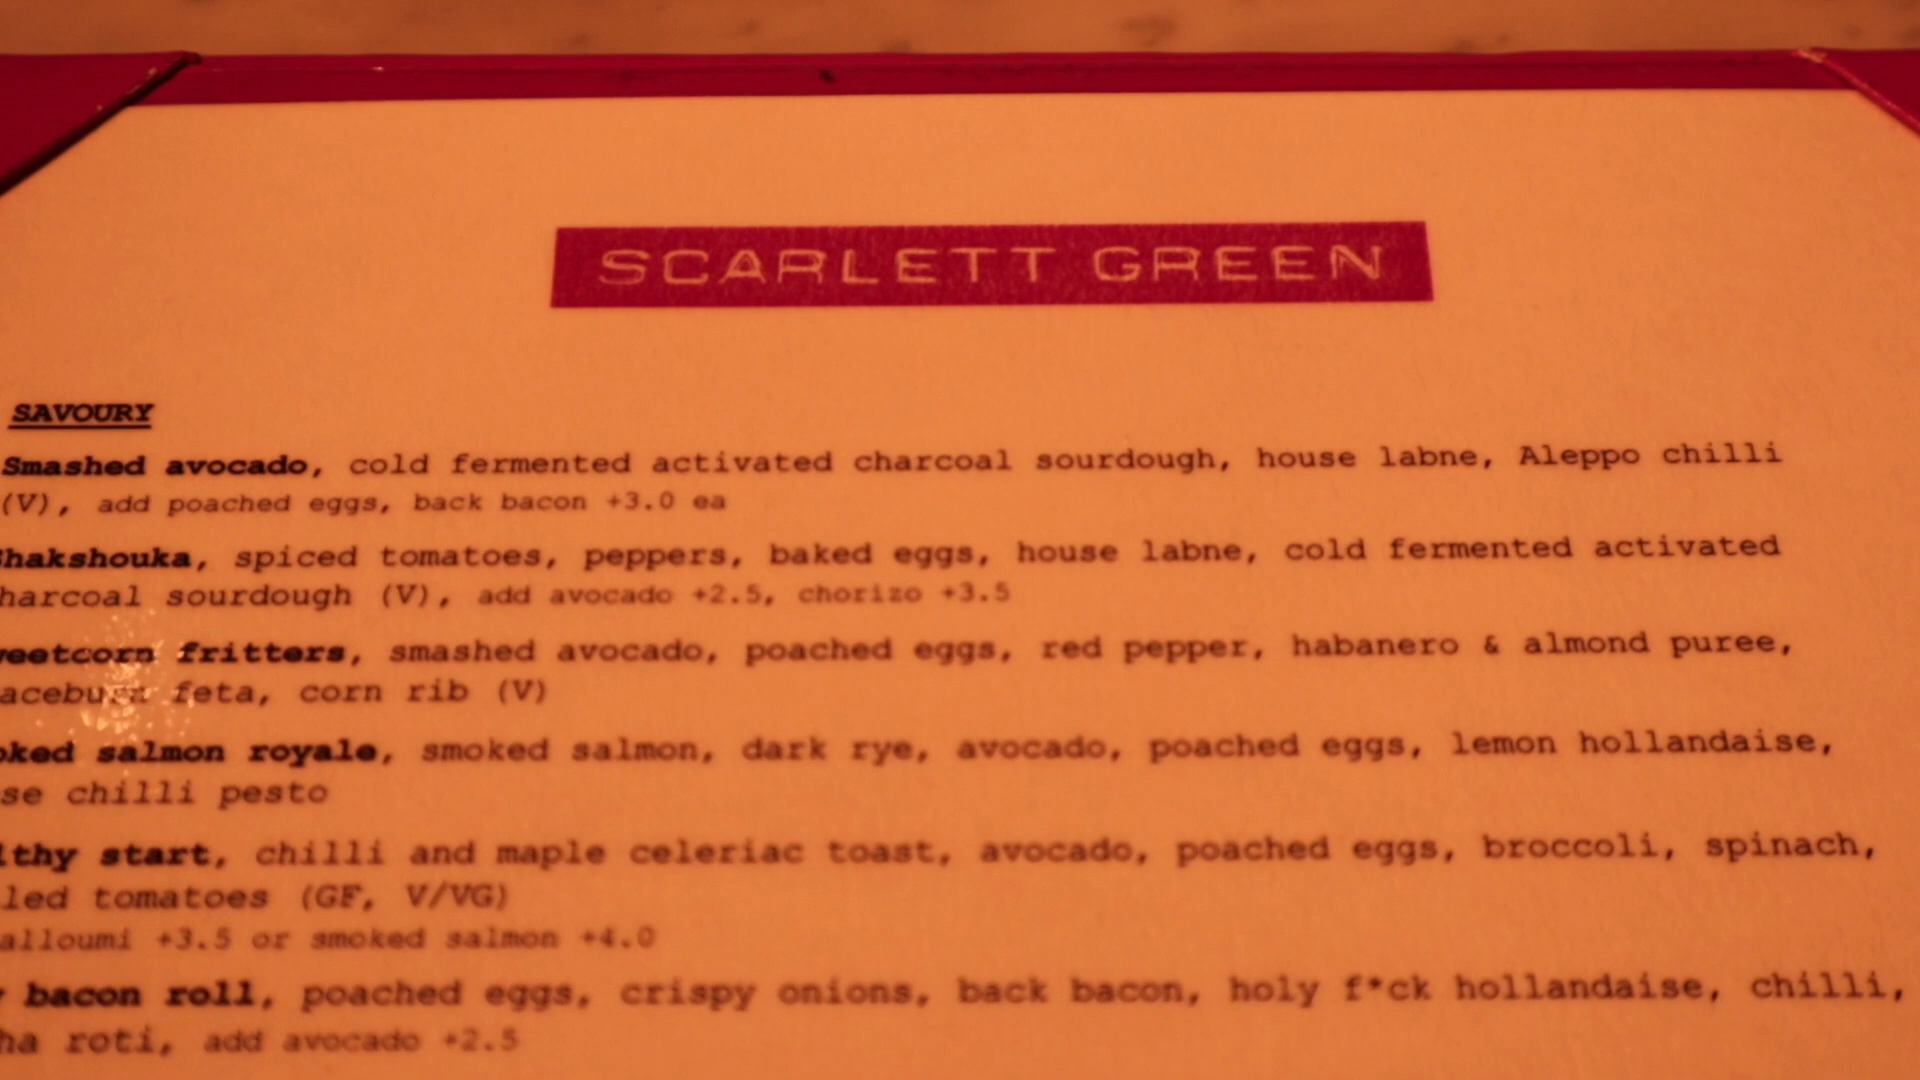 SCARLETT GREEN
SAVOURY
Smashed avocado, cold fermented activated charcoal sourdough, house labne, Aleppo chilli
(V), add poached eggs, back bacon +3.0 ea
Shakshouka, spiced tomatoes, peppers, baked eggs, house labne, cold fermented activated
harcoal sourdough (V), add avocado +2.5, chorizo +3.5
weetcorn fritters, smashed avocado, poached eggs, red pepper, habanero & almond puree,
aceburn feta, corn rib (V)
oked salmon royale, smoked salmon, dark rye, avocado, poached eggs, lemon hollandaise,
se chilli pesto
lthy start, chilli and maple celeriac toast, avocado, poached eggs, broccoli, spinach,
led tomatoes (GF, V/VG)
alloumi +3.5 or smoked salmon +4.0
bacon roll, poached eggs, crispy onions, back bacon, holy f*ck hollandaise, chilli,
ha roti, add avocado +2.5